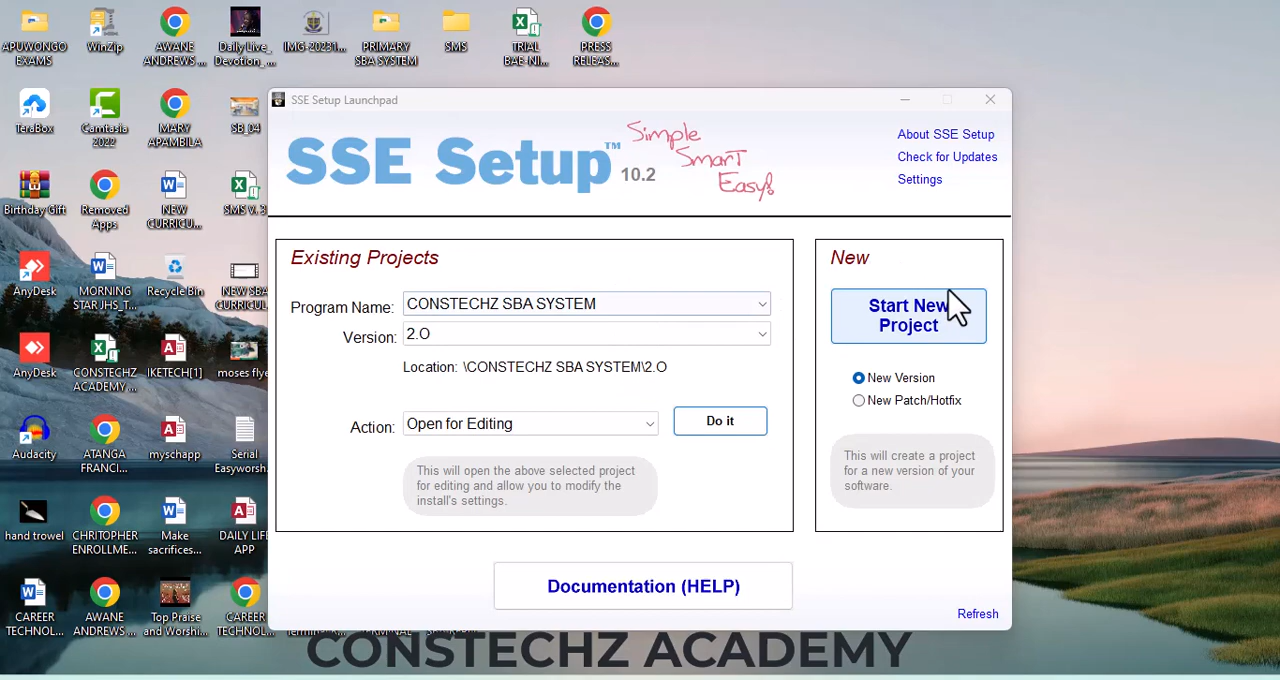 APUWONGO EXAMS
WinZip
AWANE ANDREWS ...
Daily Live_ Devotion_...
IMG-20231...
PRIMARY SBA SYSTEM
SMS
TRIAL BAE-NI...
PRESS RELEAS...
TeraBox
Camtasia 2022
MARY APAMBILA
SB_04
Birthday Gift
Removed Apps
NEW CURRICU...
SMS V. 3
AnyDesk
MORNING STAR JHS_T...
Recycle Bin
NEW SBA CURRICUL
AnyDesk
CONSTECHZ ACADEMY ...
IKETECH[1]
moses flye
Audacity
ATANGA FRANCI...
myschapp
Serial Easyworsh
hand trowel
CHRITOPHER ENROLLME...
Make sacrifices...
DAILY LIFE APP
CAREER TECHNOL...
AWANE ANDREWS ...
Top Praise and Worshi...
CAREER TECHNOL...
SSE Setup Launchpad
SSE Setup™ 10.2
Simple
Smart
Easy!
About SSE Setup
Check for Updates
Settings
Existing Projects
Program Name: CONSTECHZ SBA SYSTEM
Version: 2.O
Location: \CONSTECHZ SBA SYSTEM\2.O
Action: Open for Editing
Do it
This will open the above selected project
for editing and allow you to modify the
install's settings.
New
Start New
Project
New Version
New Patch/Hotfix
This will create a project
for a new version of your
software.
Documentation (HELP)
Refresh
CONSTECHZ ACADEMY